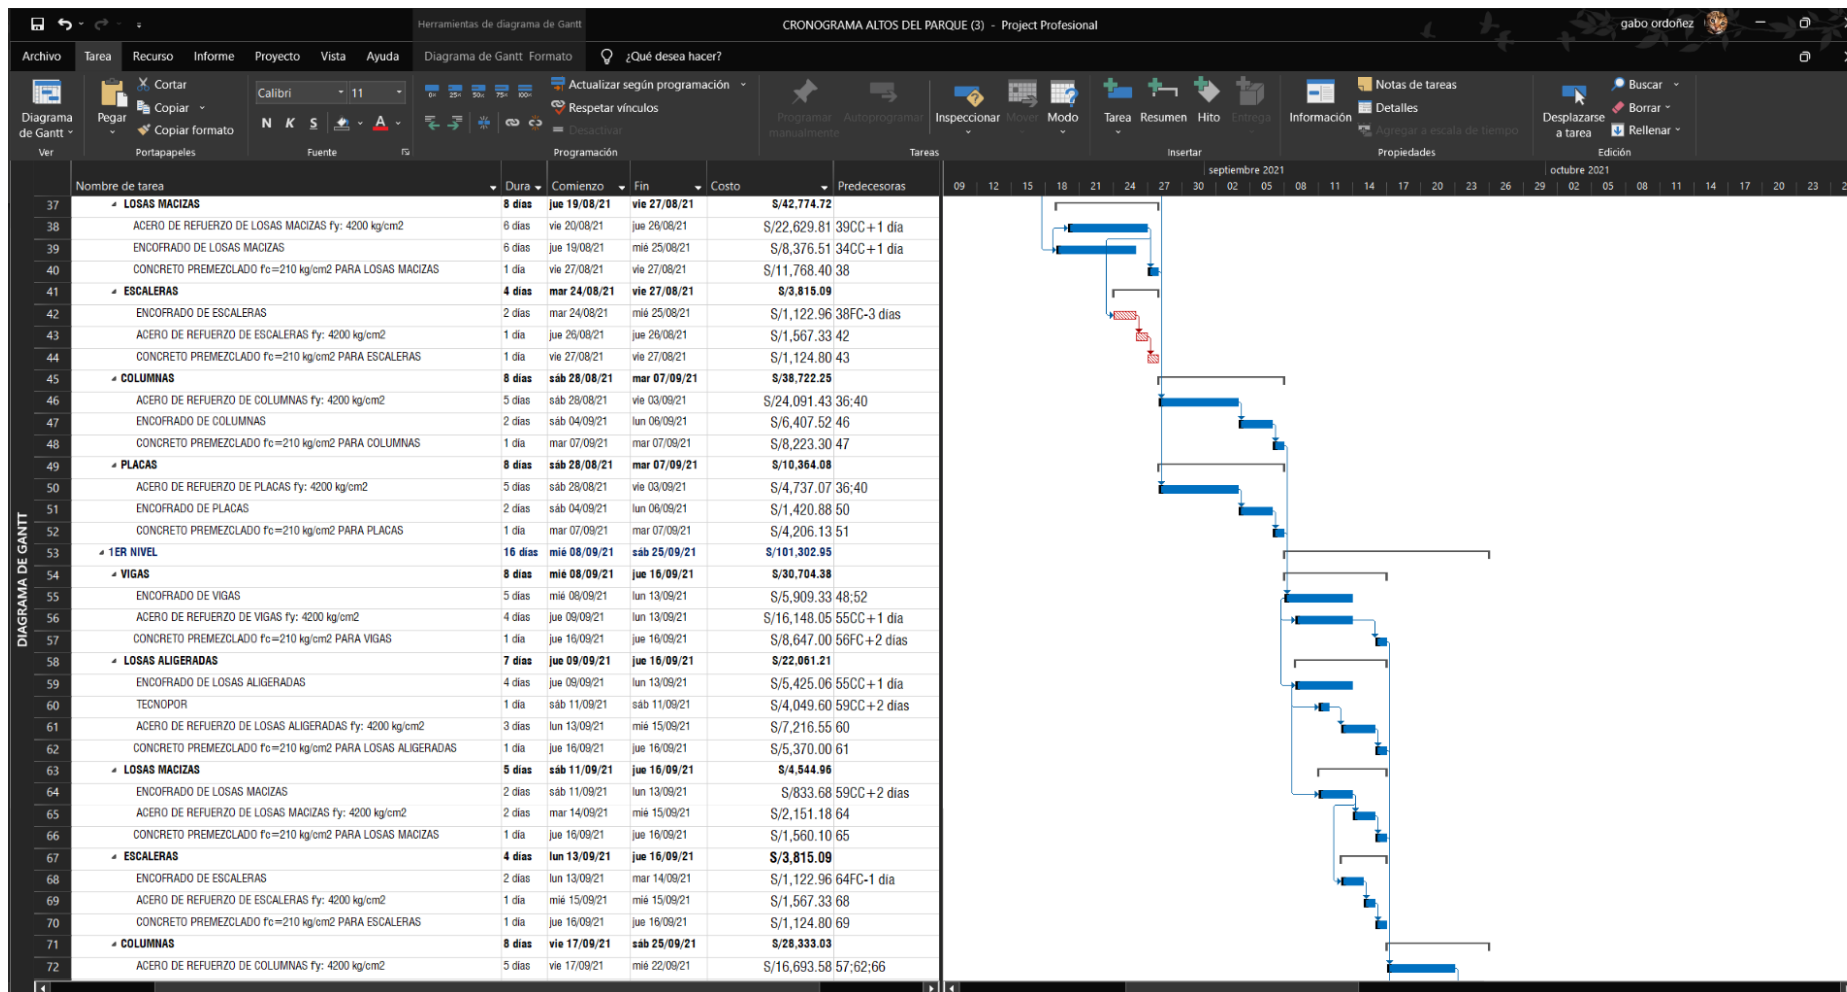 Herramientas de diagrama de Gantt
CRONOGRAMA ALTOS DEL PARQUE (3) - Project Profesional
gabo ordoñez
Archivo Tarea Recurso Informe Proyecto Vista Ayuda Diagrama de Gantt Formato ¿Qué desea hacer?
Diagrama de Gantt
Pegar
Cortar
Copiar
Copiar formato
Calibri 11
N K S A
0% 25% 50% 75% 100%
Actualizar según programación
Respetar vínculos
Desactivar
Programar manualmente
Autoprogramar
Inspeccionar Mover Modo
Tarea Resumen Hito Entrega
Información
Notas de tareas
Detalles
Agregar a escala de tiempo
Desplazarse a tarea
Buscar
Borrar
Rellenar
Ver Portapapeles Fuente Programación Tareas Insertar Propiedades Edición
septiembre 2021 octubre 2021
Nombre de tarea Dura Comienzo Fin Costo Predecesoras
09 12 15 18 21 24 27 30 02 05 08 11 14 17 20 23 26 29 02 05 08 11 14 17 20 23
DIAGRAMA DE GANTT
37 LOSAS MACIZAS 8 días jue 19/08/21 vie 27/08/21 S/42,774.72
38 ACERO DE REFUERZO DE LOSAS MACIZAS f'y: 4200 kg/cm2 6 días vie 20/08/21 jue 26/08/21 S/22,629.81 39CC+1 día
39 ENCOFRADO DE LOSAS MACIZAS 6 días jue 19/08/21 mié 25/08/21 S/8,376.51 34CC+1 día
40 CONCRETO PREMEZCLADO f'c=210 kg/cm2 PARA LOSAS MACIZAS 1 día vie 27/08/21 vie 27/08/21 S/11,768.40 38
41 ESCALERAS 4 días mar 24/08/21 vie 27/08/21 S/3,815.09
42 ENCOFRADO DE ESCALERAS 2 días mar 24/08/21 mié 25/08/21 S/1,122.96 38FC-3 días
43 ACERO DE REFUERZO DE ESCALERAS f'y: 4200 kg/cm2 1 día jue 26/08/21 jue 26/08/21 S/1,567.33 42
44 CONCRETO PREMEZCLADO f'c=210 kg/cm2 PARA ESCALERAS 1 día vie 27/08/21 vie 27/08/21 S/1,124.80 43
45 COLUMNAS 8 días sáb 28/08/21 mar 07/09/21 S/38,722.25
46 ACERO DE REFUERZO DE COLUMNAS f'y: 4200 kg/cm2 5 días sáb 28/08/21 vie 03/09/21 S/24,091.43 36;40
47 ENCOFRADO DE COLUMNAS 2 días sáb 04/09/21 lun 06/09/21 S/6,407.52 46
48 CONCRETO PREMEZCLADO f'c=210 kg/cm2 PARA COLUMNAS 1 día mar 07/09/21 mar 07/09/21 S/8,223.30 47
49 PLACAS 8 días sáb 28/08/21 mar 07/09/21 S/10,364.08
50 ACERO DE REFUERZO DE PLACAS f'y: 4200 kg/cm2 5 días sáb 28/08/21 vie 03/09/21 S/4,737.07 36;40
51 ENCOFRADO DE PLACAS 2 días sáb 04/09/21 lun 06/09/21 S/1,420.88 50
52 CONCRETO PREMEZCLADO f'c=210 kg/cm2 PARA PLACAS 1 día mar 07/09/21 mar 07/09/21 S/4,206.13 51
53 1ER NIVEL 16 días mié 08/09/21 sáb 25/09/21 S/101,302.95
54 VIGAS 8 días mié 08/09/21 jue 16/09/21 S/30,704.38
55 ENCOFRADO DE VIGAS 5 días mié 08/09/21 lun 13/09/21 S/5,909.33 48;52
56 ACERO DE REFUERZO DE VIGAS f'y: 4200 kg/cm2 4 días jue 09/09/21 lun 13/09/21 S/16,148.05 55CC+1 día
57 CONCRETO PREMEZCLADO f'c=210 kg/cm2 PARA VIGAS 1 día jue 16/09/21 jue 16/09/21 S/8,647.00 56FC+2 días
58 LOSAS ALIGERADAS 7 días jue 09/09/21 jue 16/09/21 S/22,061.21
59 ENCOFRADO DE LOSAS ALIGERADAS 4 días jue 09/09/21 lun 13/09/21 S/5,425.06 55CC+1 día
60 TECNOPOR 1 día sáb 11/09/21 sáb 11/09/21 S/4,049.60 59CC+2 días
61 ACERO DE REFUERZO DE LOSAS ALIGERADAS f'y: 4200 kg/cm2 3 días lun 13/09/21 mié 15/09/21 S/7,216.55 60
62 CONCRETO PREMEZCLADO f'c=210 kg/cm2 PARA LOSAS ALIGERADAS 1 día jue 16/09/21 jue 16/09/21 S/5,370.00 61
63 LOSAS MACIZAS 5 días sáb 11/09/21 jue 16/09/21 S/4,544.96
64 ENCOFRADO DE LOSAS MACIZAS 2 días sáb 11/09/21 lun 13/09/21 S/833.68 59CC+2 días
65 ACERO DE REFUERZO DE LOSAS MACIZAS f'y: 4200 kg/cm2 2 días mar 14/09/21 mié 15/09/21 S/2,151.18 64
66 CONCRETO PREMEZCLADO f'c=210 kg/cm2 PARA LOSAS MACIZAS 1 día jue 16/09/21 jue 16/09/21 S/1,560.10 65
67 ESCALERAS 4 días lun 13/09/21 jue 16/09/21 S/3,815.09
68 ENCOFRADO DE ESCALERAS 2 días lun 13/09/21 mar 14/09/21 S/1,122.96 64FC-1 día
69 ACERO DE REFUERZO DE ESCALERAS f'y: 4200 kg/cm2 1 día mié 15/09/21 mié 15/09/21 S/1,567.33 68
70 CONCRETO PREMEZCLADO f'c=210 kg/cm2 PARA ESCALERAS 1 día jue 16/09/21 jue 16/09/21 S/1,124.80 69
71 COLUMNAS 8 días vie 17/09/21 sáb 25/09/21 S/28,333.03
72 ACERO DE REFUERZO DE COLUMNAS f'y: 4200 kg/cm2 5 días vie 17/09/21 mié 22/09/21 S/16,693.58 57;62;66